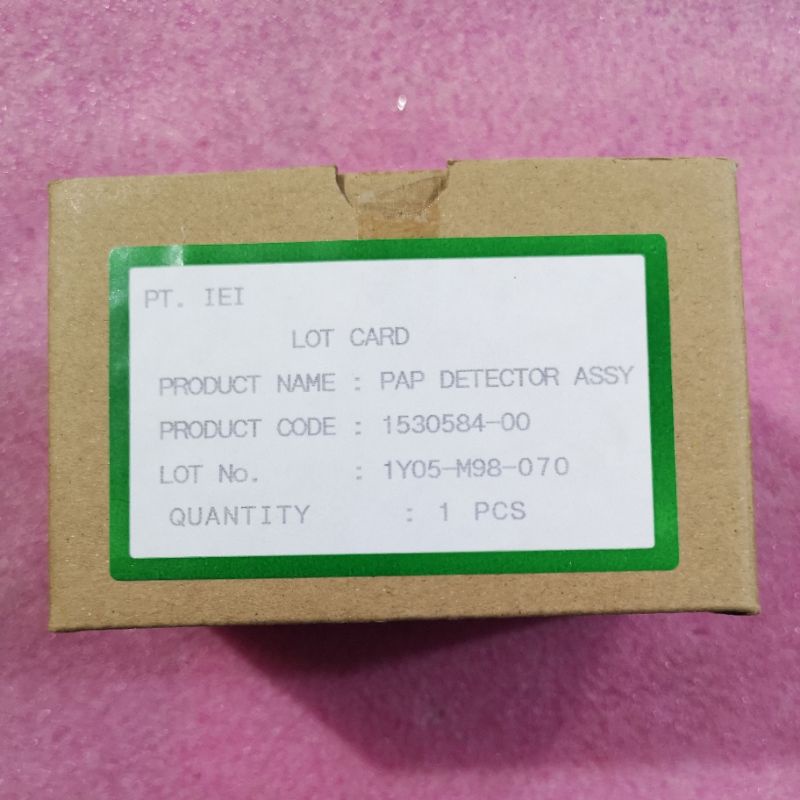 PT. IEI
LOT CARD
PRODUCT NAME : PAP DETECTOR ASSY
PRODUCT CODE : 1530584-00
LOT No. : 1Y05-M98-070
QUANTITY : 1 PCS